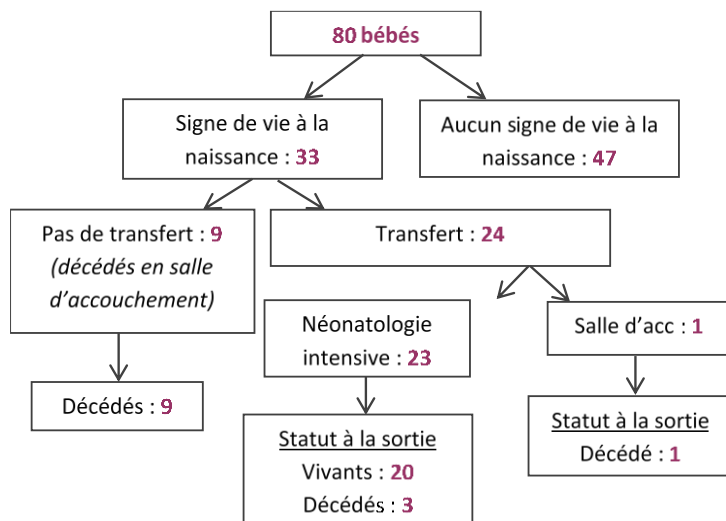 80 bébés
Signe de vie à la
naissance : 33
Aucun signe de vie à la
naissance : 47
Pas de transfert : 9
(décédés en salle
d’accouchement)
Transfert : 24
Néonatologie
intensive : 23
Salle d’acc : 1
Décédés : 9
Statut à la sortie
Vivants : 20
Décédés : 3
Statut à la sortie
Décédé : 1